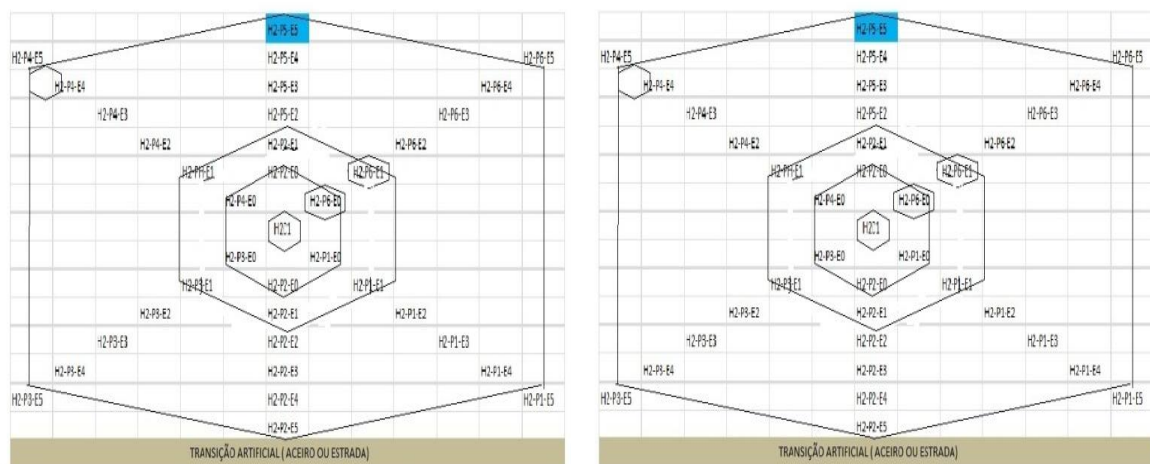 H2-P5-E5
H2-P4-E5 H2-P5-E4 H2-P6-E5
H2-P4-E4 H2-P5-E3 H2-P6-E4
H2-P4-E3 H2-P5-E2 H2-P6-E3
H2-P4-E2 H2-P2-E1 H2-P6-E2
H2-P2-E0 H2-P6-E1
H2-P4-E0 H2-P6-E0
H2C1
H2-P3-E0 H2-P1-E0
H2-P3-E1 H2-P2-E0 H2-P1-E1
H2-P3-E2 H2-P2-E1 H2-P1-E2
H2-P3-E3 H2-P2-E2 H2-P1-E3
H2-P3-E4 H2-P2-E3 H2-P1-E4
H2-P3-E5 H2-P2-E4 H2-P1-E5
H2-P2-E5
TRANSIÇÃO ARTIFICIAL ( ACEIRO OU ESTRADA)
H2-P5-E5
H2-P4-E5 H2-P5-E4 H2-P6-E5
H2-P4-E4 H2-P5-E3 H2-P6-E4
H2-P4-E3 H2-P5-E2 H2-P6-E3
H2-P4-E2 H2-P2-E1 H2-P6-E2
H2-P2-E0 H2-P6-E1
H2-P4-E0 H2-P6-E0
H2C1
H2-P3-E0 H2-P1-E0
H2-P3-E1 H2-P2-E0 H2-P1-E1
H2-P3-E2 H2-P2-E1 H2-P1-E2
H2-P3-E3 H2-P2-E2 H2-P1-E3
H2-P3-E4 H2-P2-E3 H2-P1-E4
H2-P3-E5 H2-P2-E4 H2-P1-E5
H2-P2-E5
TRANSIÇÃO ARTIFICIAL ( ACEIRO OU ESTRADA)